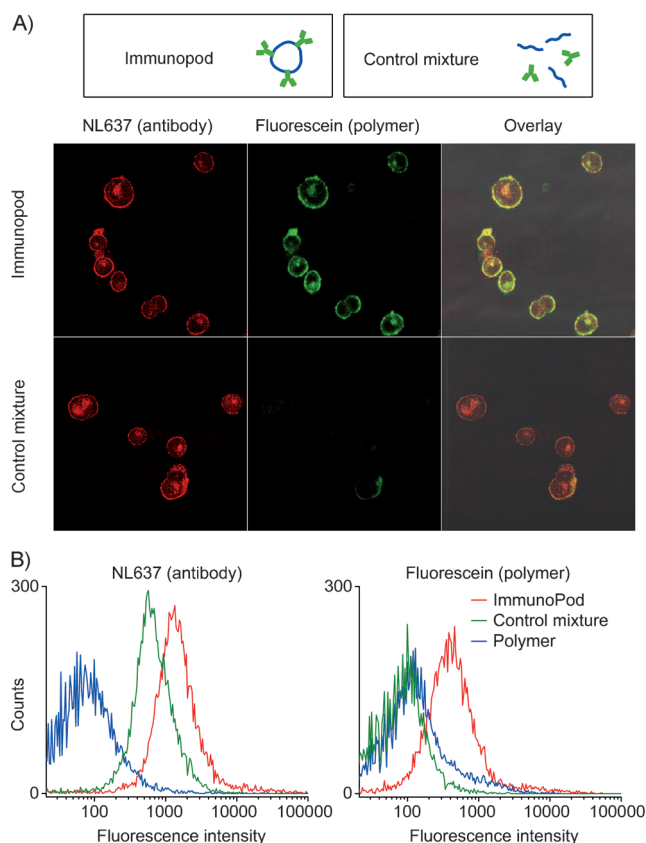 A)
Immunopod
Control mixture
NL637 (antibody)
Fluorescein (polymer)
Overlay
Immunopod
Control mixture
B)
NL637 (antibody)
300
Counts
0
100
1000
10000
100000
Fluorescence intensity
Fluorescein (polymer)
300
ImmunoPod
Control mixture
Polymer
0
100
1000
10000
100000
Fluorescence intensity